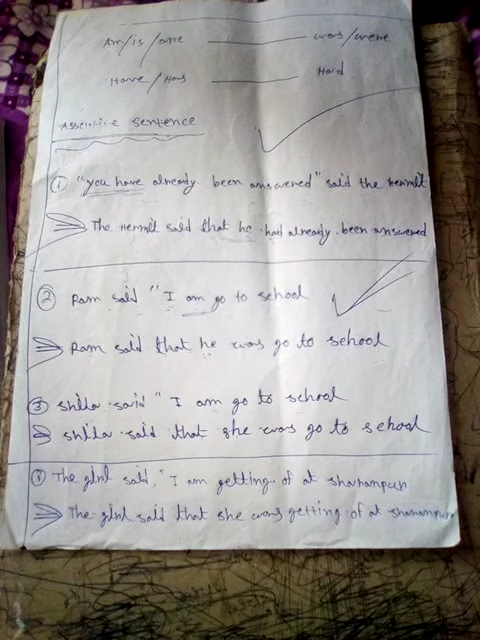 Am/is/are ———— was/were
Have/Has ———— Had
Assertive Sentence
① "you have already been answered" said the Hermit
The Hermit said that he had already been answered
② Ram said "I am go to school
Ram said that he was go to school
③ Shila said "I am go to school
Shila said that she was go to school
The girl said, "I am getting of at
The girl said that she was getting of at